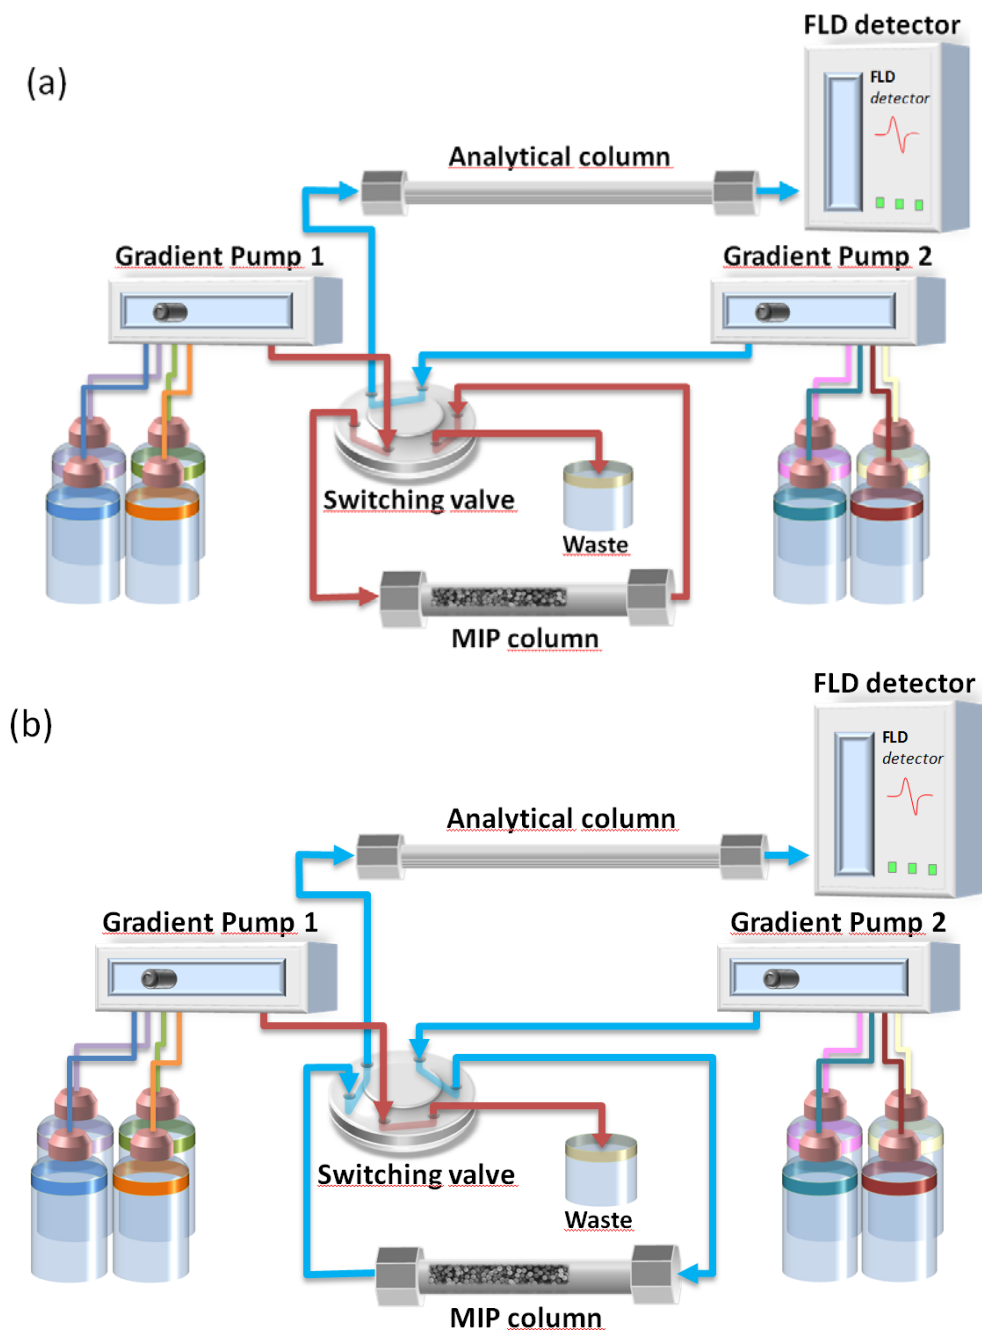 FLD detector
(a)
FLD
detector
Analytical column
Gradient Pump 1
Gradient Pump 2
Switching valve
Waste
MIP column
FLD detector
(b)
FLD
detector
Analytical column
Gradient Pump 1
Gradient Pump 2
Switching valve
Waste
MIP column